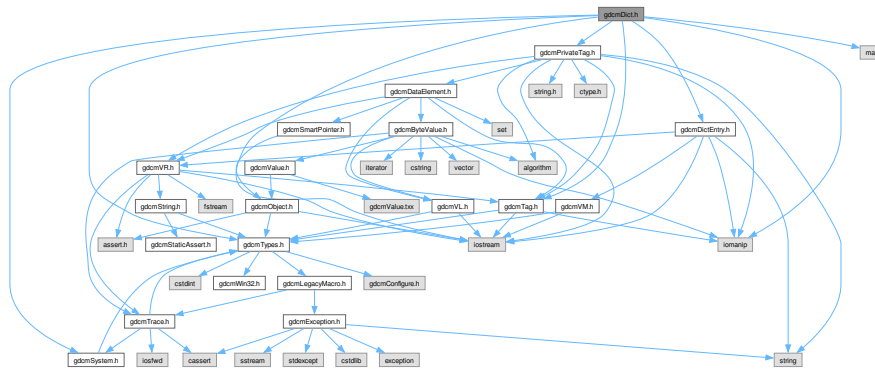 gdcmDict.h
gdcmPrivateTag.h
gdcmDataElement.h
string.h
ctype.h
gdcmSmartPointer.h
gdcmByteValue.h
set
gdcmDictEntry.h
gdcmVR.h
gdcmValue.h
iterator
cstring
vector
algorithm
gdcmString.h
fstream
gdcmObject.h
gdcmValue.txx
gdcmVL.h
gdcmTag.h
gdcmVM.h
assert.h
gdcmStaticAssert.h
gdcmTypes.h
iostream
iomanip
cstdint
gdcmWin32.h
gdcmLegacyMacro.h
gdcmConfigure.h
gdcmTrace.h
gdcmException.h
gdcmSystem.h
iosfwd
cassert
sstream
stdexcept
cstdlib
exception
string